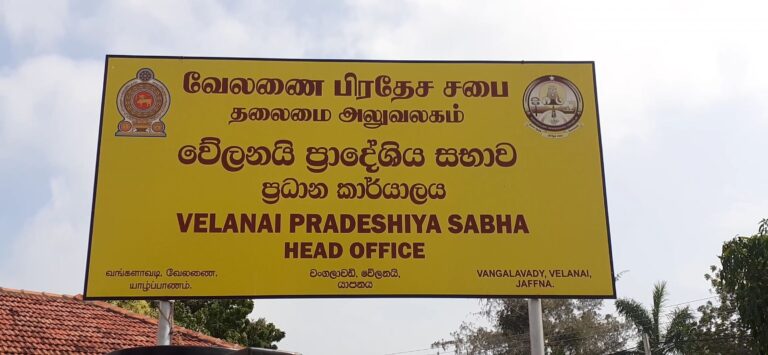 வேலணை பிரதேச சபை
தலைமை அலுவலகம்
වේලනයි ප්‍රාදේශීය සභාව
ප්‍රධාන කාර්යාලය
VELANAI PRADESHIYA SABHA
HEAD OFFICE
வங்களாவடி, வேலணை,
யாழ்ப்பாணம்.
වංගලාවඩි, වේලනයි,
යාපනය
VANGALAVADY, VELANAI,
JAFFNA.